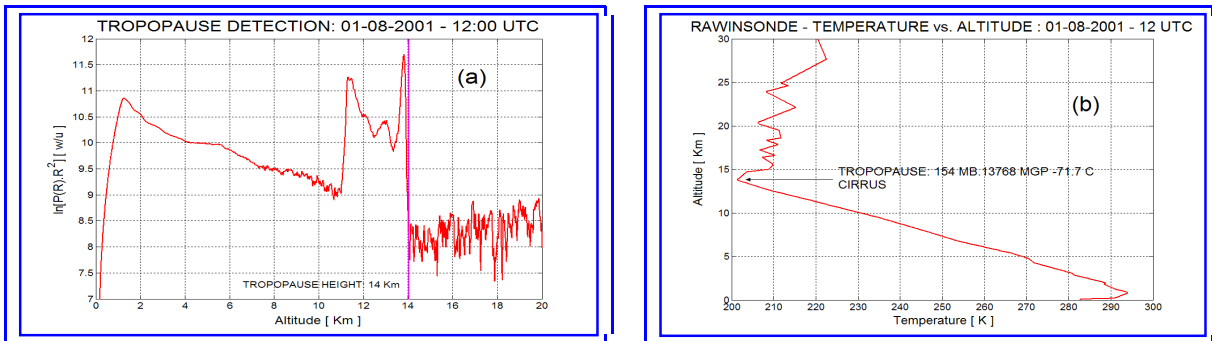 TROPOPAUSE DETECTION: 01-08-2001 - 12:00 UTC
12
11.5
11
10.5
10
9.5
9
8.5
8
7.5
7
ln[P(R).R²] [ w/u ]
(a)
TROPOPAUSE HEIGHT: 14 Km
0 2 4 6 8 10 12 14 16 18 20
Altitude [ Km ]
RAWINSONDE - TEMPERATURE vs. ALTITUDE : 01-08-2001 - 12 UTC
30
25
20
15
10
5
0
Altitude [ Km ]
(b)
TROPOPAUSE: 154 MB.13768 MGP -71.7 C
CIRRUS
200 210 220 230 240 250 260 270 280 290 300
Temperature [ K ]